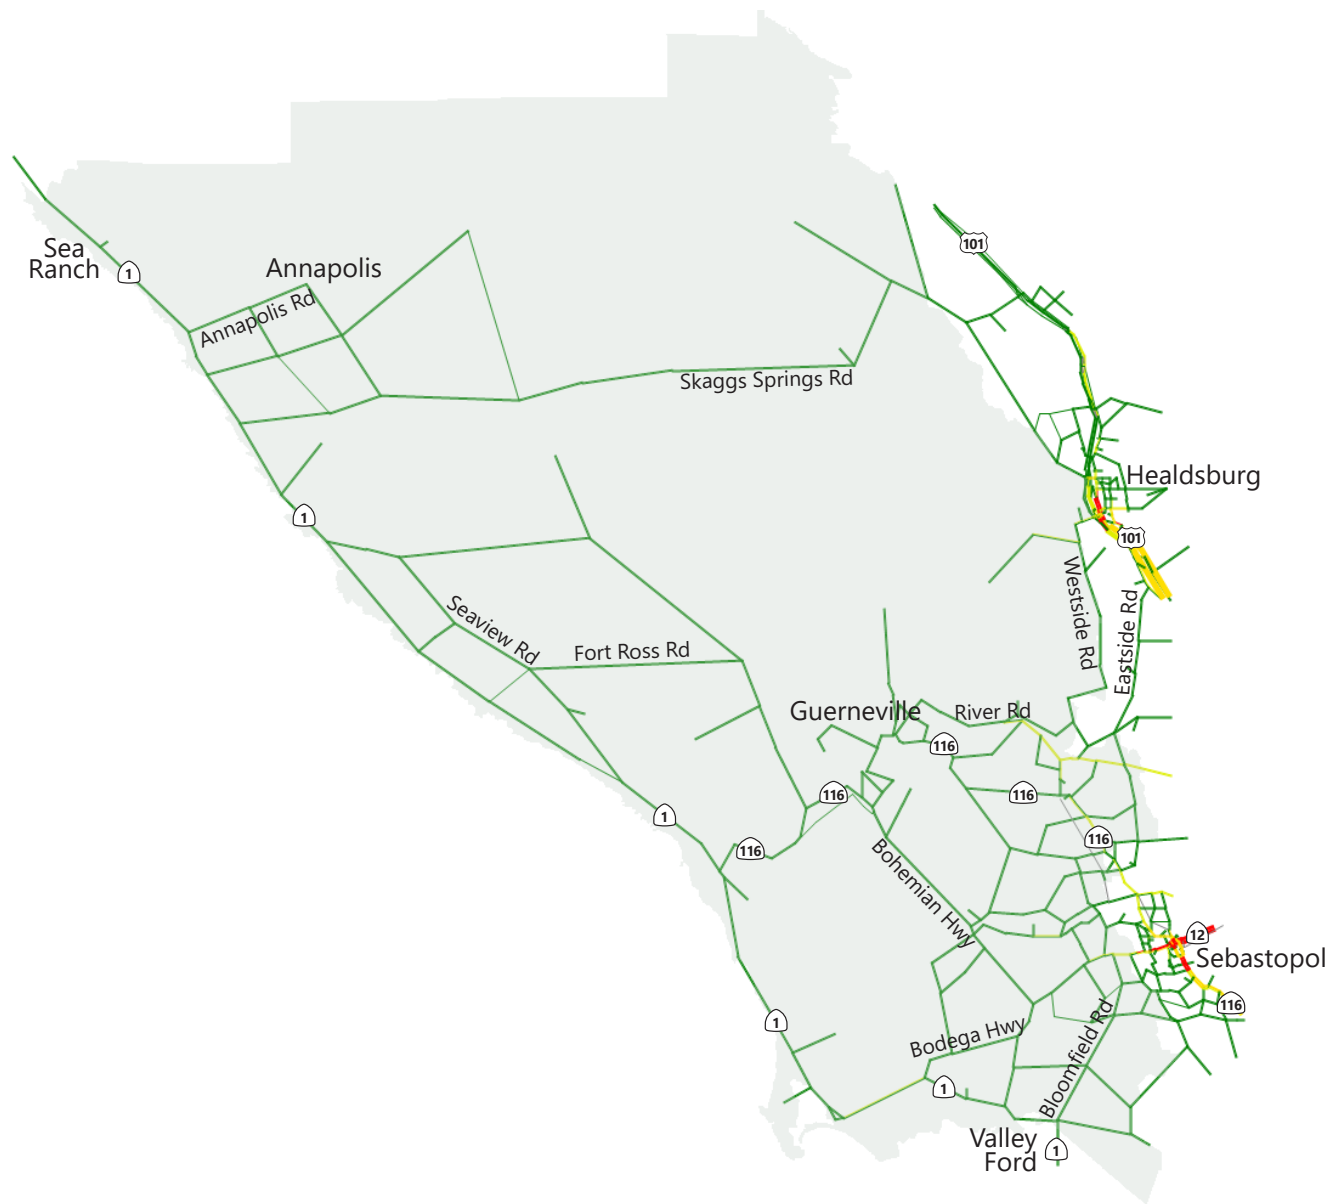 101
Sea
Ranch
1
Annapolis
Annapolis Rd
Skaggs Springs Rd
Healdsburg
1
101
Westside Rd
Eastside Rd
Seaview Rd
Fort Ross Rd
Guerneville
River Rd
116
116
116
1
116
116
Bohemian Hwy
12
Sebastopol
116
1
Bodega Hwy
Bloomfield Rd
1
Valley
Ford
1